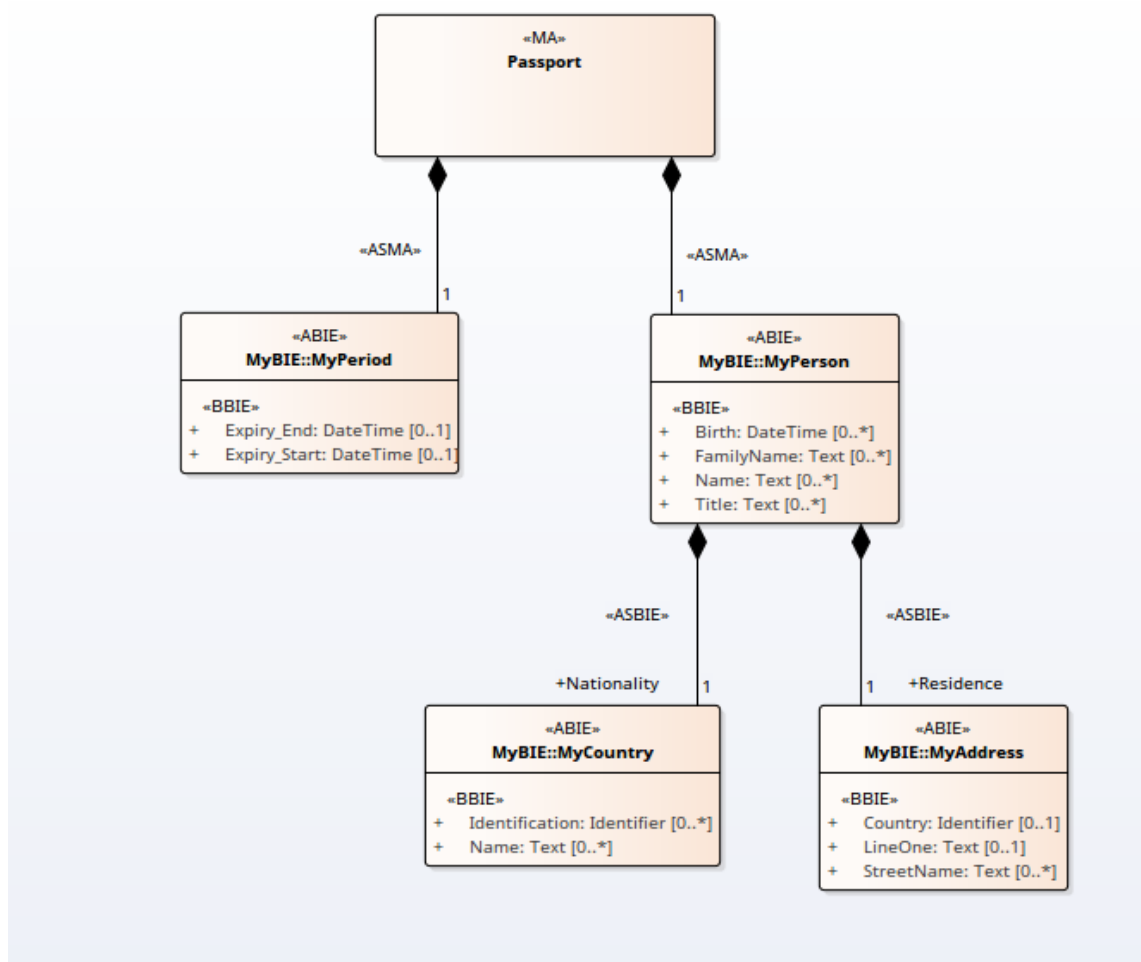 «MA»
Passport
«ASMA»
«ASMA»
1
1
«ABIE»
MyBIE::MyPeriod
«BBIE»
+ Expiry_End: DateTime [0..1]
+ Expiry_Start: DateTime [0..1]
«ABIE»
MyBIE::MyPerson
«BBIE»
+ Birth: DateTime [0..*]
+ FamilyName: Text [0..*]
+ Name: Text [0..*]
+ Title: Text [0..*]
«ASBIE»
«ASBIE»
+Nationality
1
1
+Residence
«ABIE»
MyBIE::MyCountry
«BBIE»
+ Identification: Identifier [0..*]
+ Name: Text [0..*]
«ABIE»
MyBIE::MyAddress
«BBIE»
+ Country: Identifier [0..1]
+ LineOne: Text [0..1]
+ StreetName: Text [0..*]